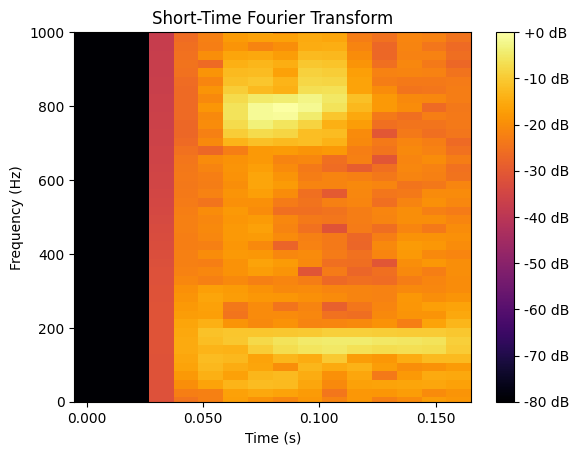 Short-Time Fourier Transform
1000
800
600
400
200
0
Frequency (Hz)
0.000
0.050
0.100
0.150
Time (s)
+0 dB
-10 dB
-20 dB
-30 dB
-40 dB
-50 dB
-60 dB
-70 dB
-80 dB